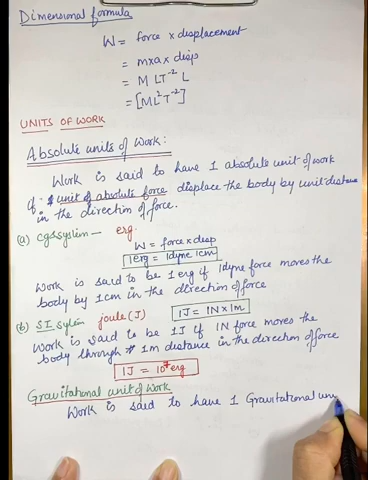 Dimensional formula
W = force x displacement
= m x a x disp
= M LT⁻² L
= [ML²T⁻²]
UNITS OF WORK
Absolute units of Work:
Work is said to have 1 absolute unit of work
if unit of absolute force displace the body by unit distance
in the direction of force.
(a) cgs system - erg.
W = force x disp
1erg = 1dyne 1cm
Work is said to be 1 erg if 1dyne force moves the
body by 1cm in the direction of force
(b) SI system joule (J) 1J = 1N x 1m
Work is said to be 1J if 1N force moves the
body through 1m distance in the direction of force
1J = 10⁷ erg
Gravitational unit of Work
Work is said to have 1 Gravitational uni